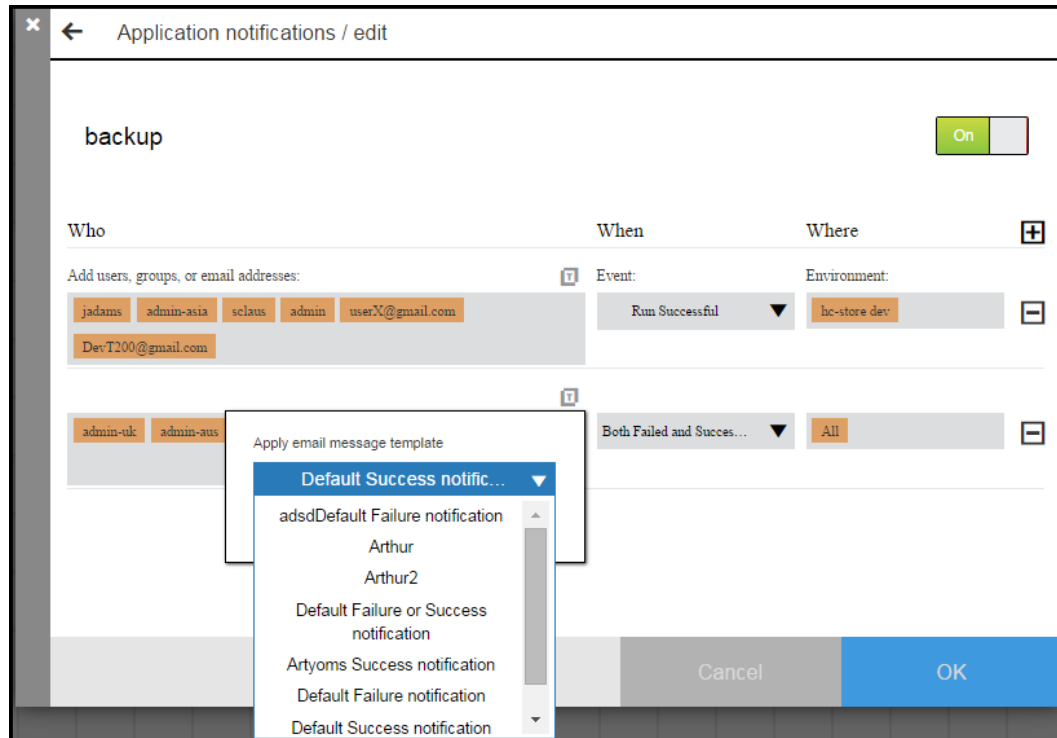 Application notifications / edit
backup
On
Who
When
Where
Add users, groups, or email addresses:
T
Event:
Environment:
jadams admin-asia sclaus admin userX@gmail.com
Run Successful
hc-store dev
DevT200@gmail.com
T
admin-uk admin-aus
Both Failed and Succes...
All
Apply email message template
Default Success notific...
adsdDefault Failure notification
Arthur
Arthur2
Default Failure or Success
notification
Artyoms Success notification
Default Failure notification
Default Success notification
Cancel
OK